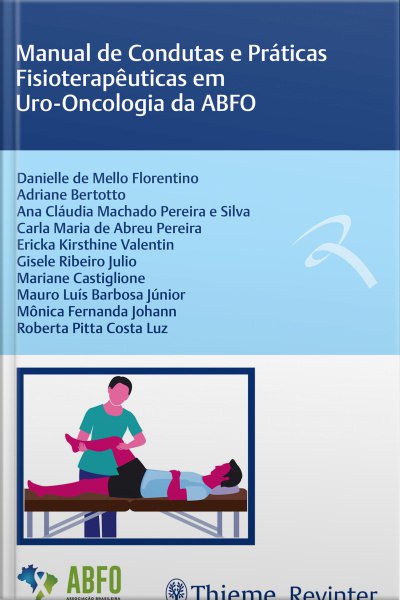 Manual de Condutas e Práticas
Fisioterapêuticas em
Uro-Oncologia da ABFO
Danielle de Mello Florentino
Adriane Bertotto
Ana Cláudia Machado Pereira e Silva
Carla Maria de Abreu Pereira
Ericka Kirsthine Valentin
Gisele Ribeiro Julio
Mariane Castiglione
Mauro Luís Barbosa Júnior
Mônica Fernanda Johann
Roberta Pitta Costa Luz
ABFO
ASSOCIAÇÃO BRASILEIRA
Thieme Revinter